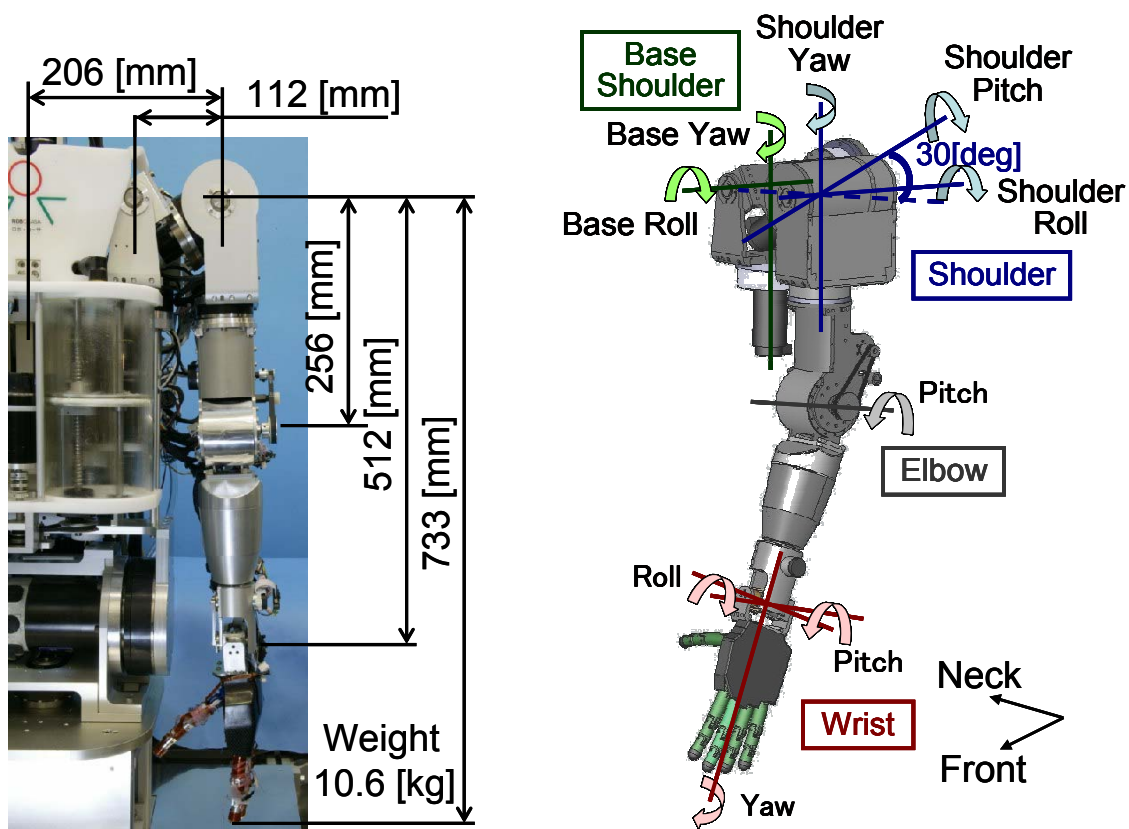 206 [mm]
112 [mm]
256 [mm]
512 [mm]
733 [mm]
Weight
10.6 [kg]
Base
Shoulder
Shoulder
Yaw
Shoulder
Pitch
Base Yaw
30[deg]
Base Roll
Shoulder
Roll
Shoulder
Pitch
Elbow
Roll
Pitch
Wrist
Yaw
Neck
Front